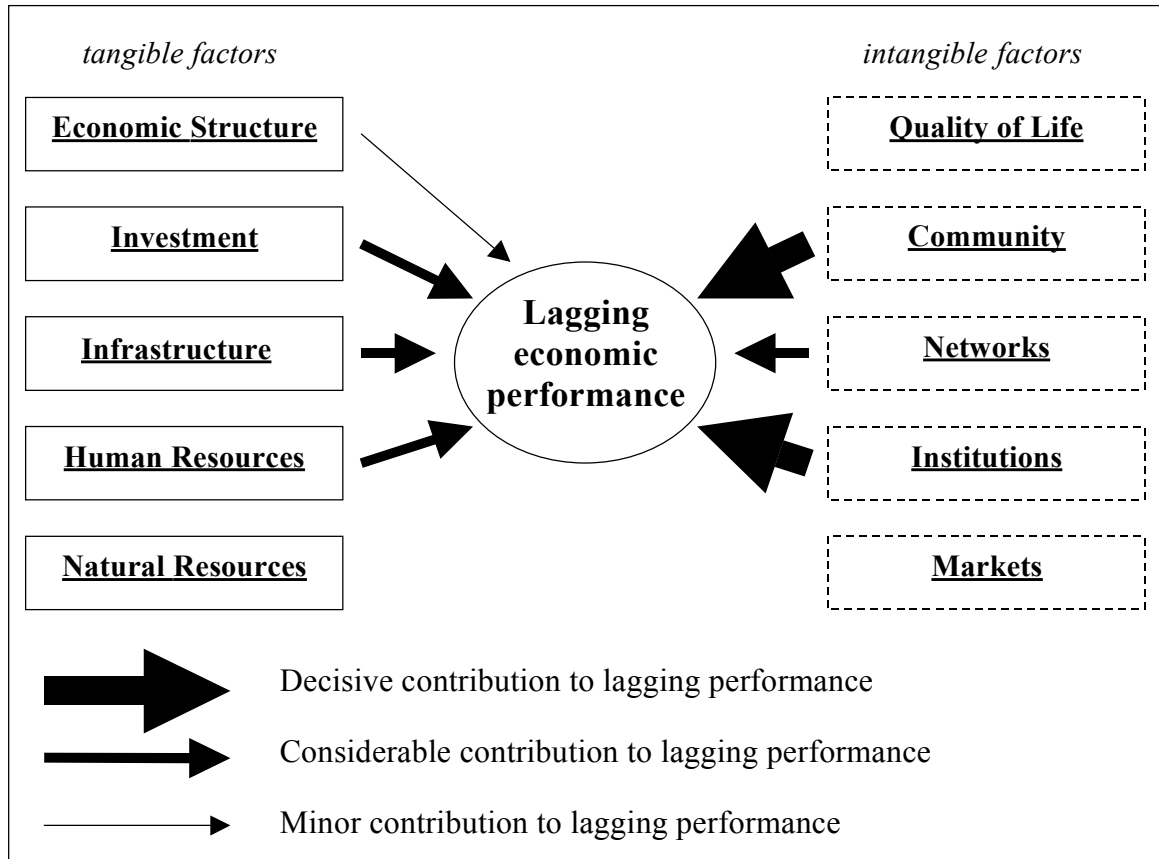 tangible factors
intangible factors
Economic Structure
Quality of Life
Investment
Community
Lagging
economic
performance
Infrastructure
Networks
Human Resources
Institutions
Natural Resources
Markets
Decisive contribution to lagging performance
Considerable contribution to lagging performance
Minor contribution to lagging performance